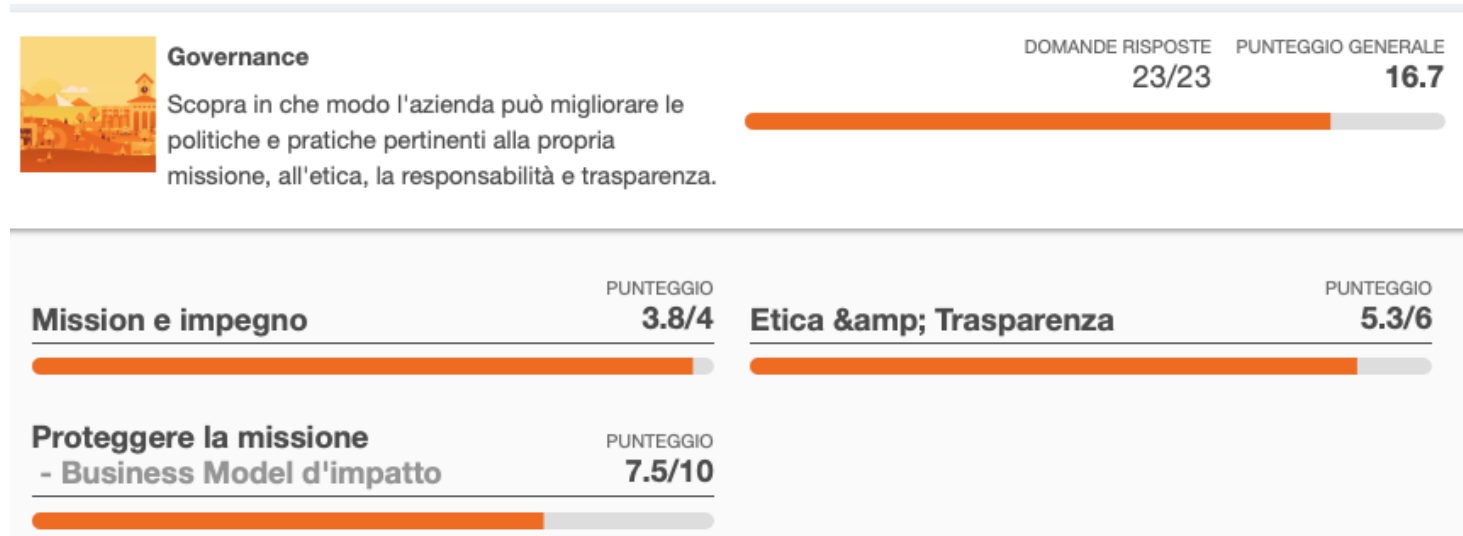 Governance
Scopra in che modo l'azienda può migliorare le
politiche e pratiche pertinenti alla propria
missione, all'etica, la responsabilità e trasparenza.
DOMANDE RISPOSTE
23/23
PUNTEGGIO GENERALE
16.7
Mission e impegno
PUNTEGGIO
3.8/4
Etica &amp; Trasparenza
PUNTEGGIO
5.3/6
Proteggere la missione
- Business Model d'impatto
PUNTEGGIO
7.5/10